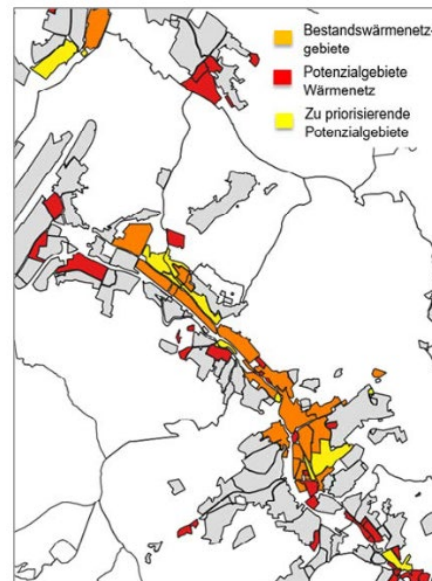 Bestandswärmenetz-
gebiete
Potenzialgebiete
Wärmenetz
Zu priorisierende
Potenzialgebiete